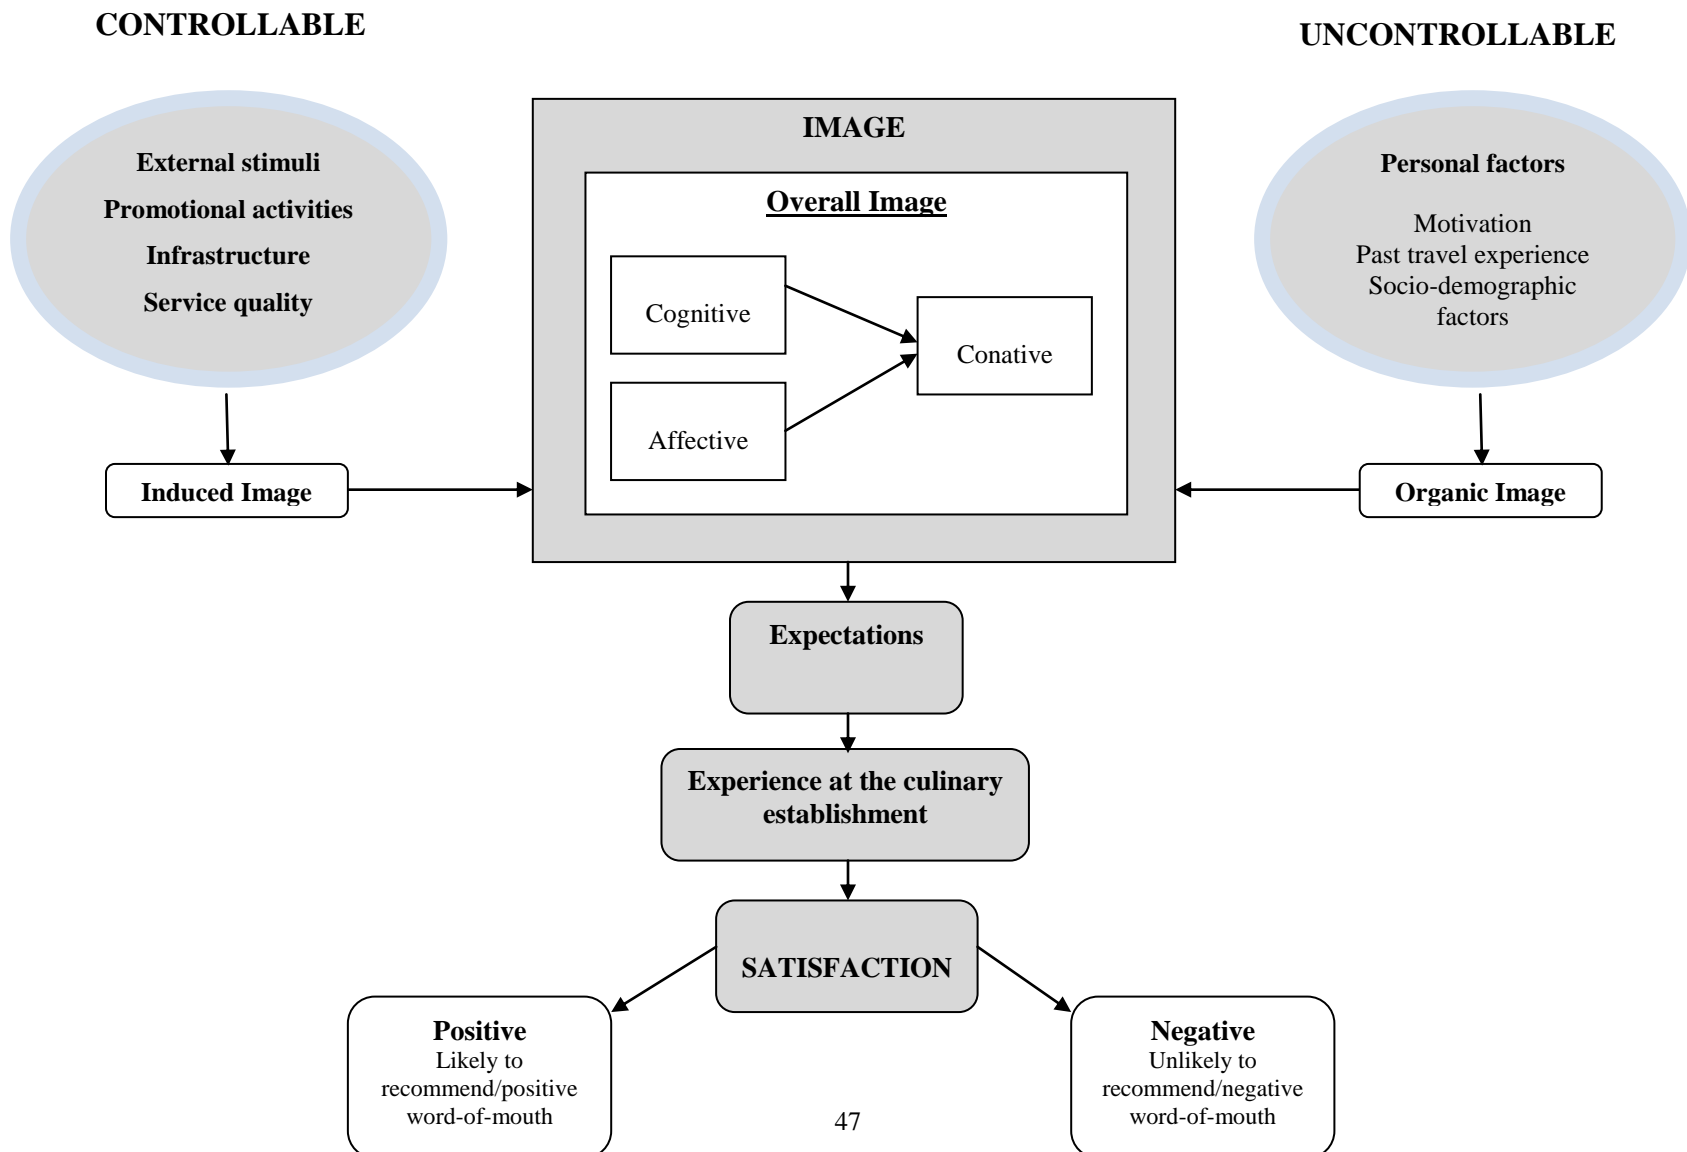 CONTROLLABLE
UNCONTROLLABLE
External stimuli
Promotional activities
Infrastructure
Service quality
IMAGE
Overall Image
Cognitive
Affective
Conative
Personal factors
Motivation
Past travel experience
Socio-demographic
factors
Induced Image
Organic Image
Expectations
Experience at the culinary
establishment
SATISFACTION
Positive
Likely to
recommend/positive
word-of-mouth
Negative
Unlikely to
recommend/negative
word-of-mouth
47